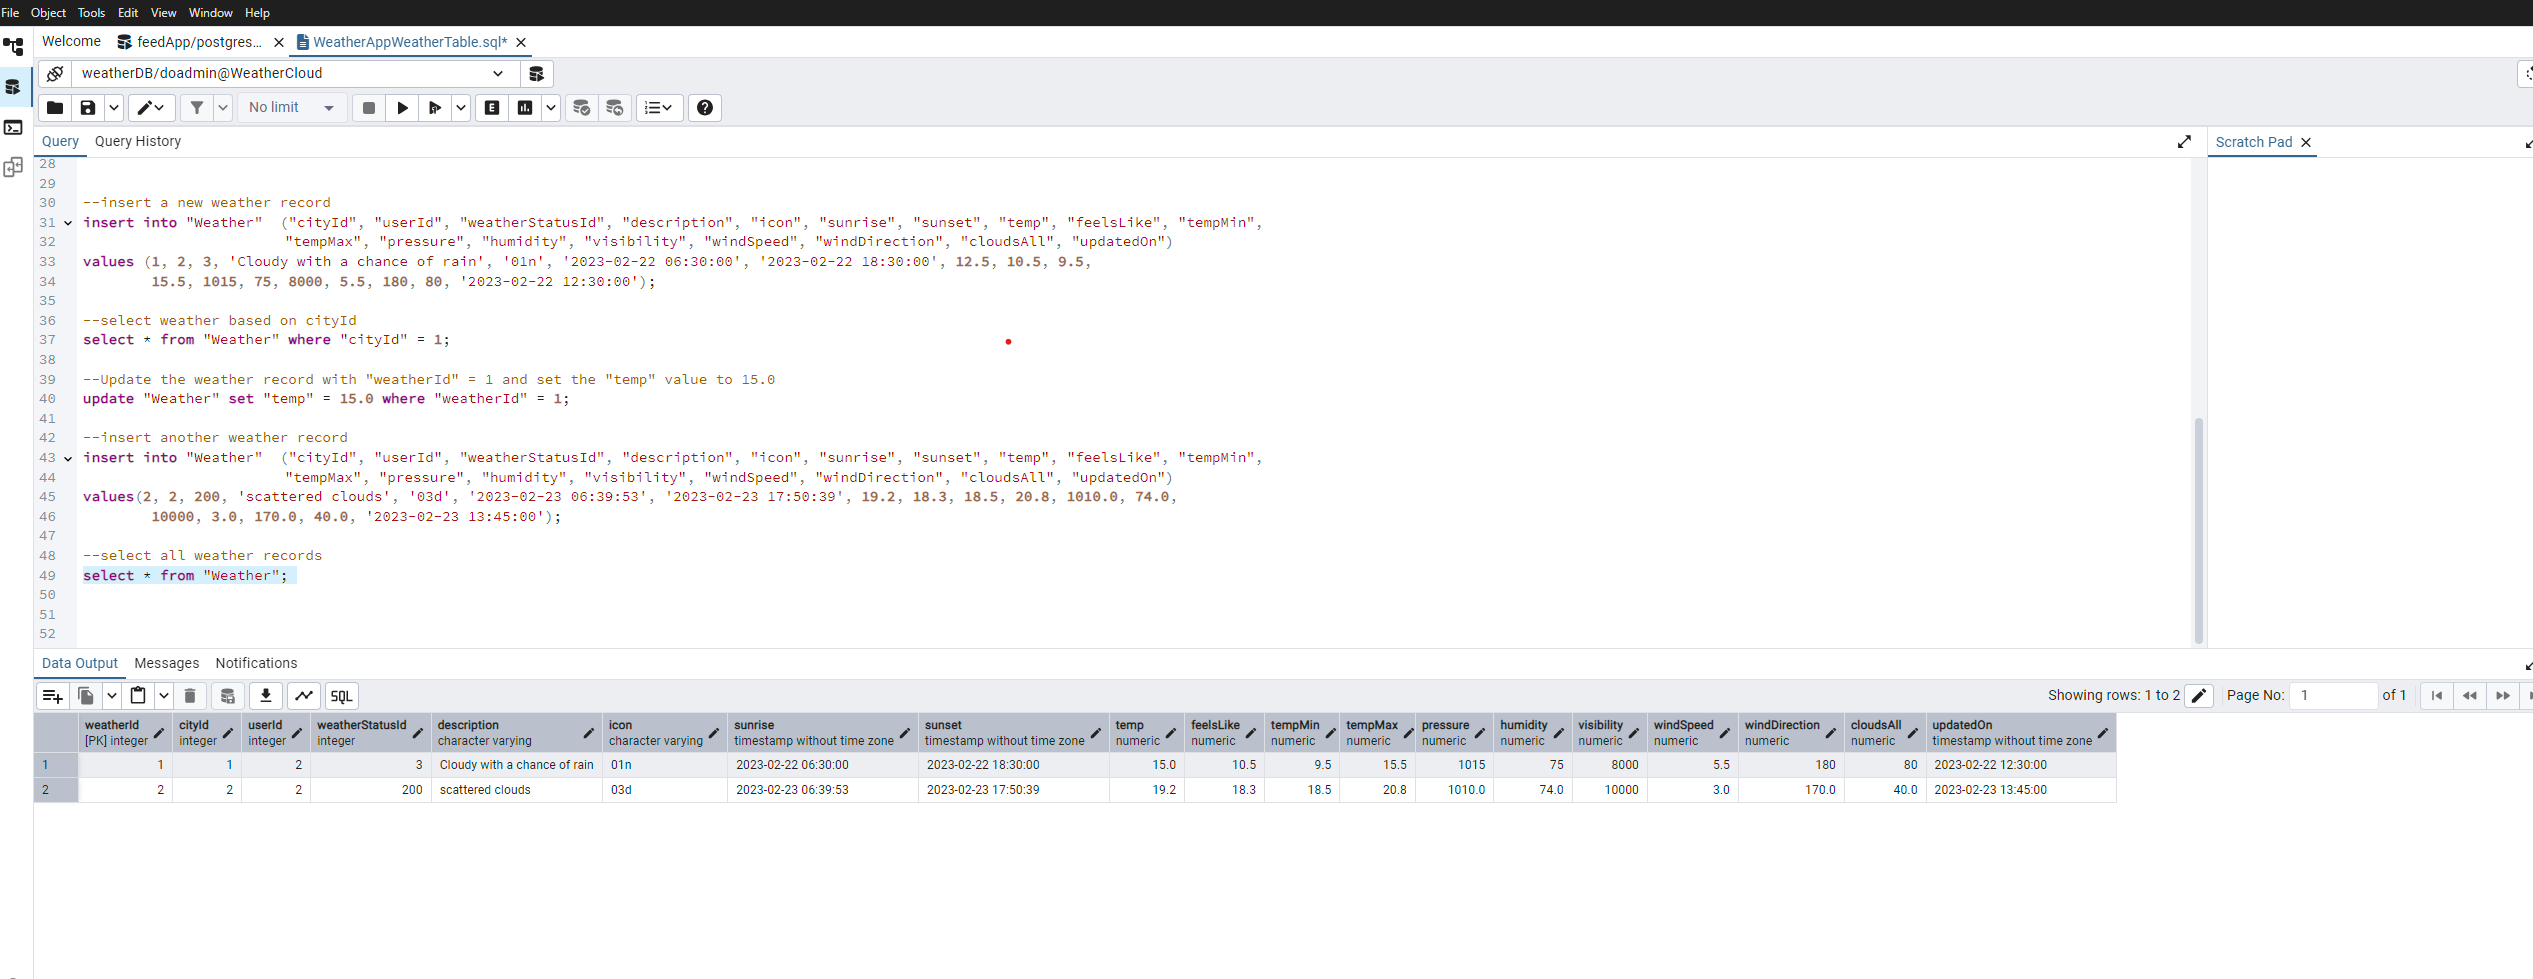 File Object Tools Edit View Window Help
Welcome feedApp/postgres... WeatherAppWeatherTable.sql*
weatherDB/doadmin@WeatherCloud
No limit
Query Query History
Scratch Pad
28
29
30 --insert a new weather record
31 insert into "Weather" ("cityId", "userId", "weatherStatusId", "description", "icon", "sunrise", "sunset", "temp", "feelsLike", "tempMin",
32 "tempMax", "pressure", "humidity", "visibility", "windSpeed", "windDirection", "cloudsAll", "updatedOn")
33 values (1, 2, 3, 'Cloudy with a chance of rain', '01n', '2023-02-22 06:30:00', '2023-02-22 18:30:00', 12.5, 10.5, 9.5,
34 15.5, 1015, 75, 8000, 5.5, 180, 80, '2023-02-22 12:30:00');
35
36 --select weather based on cityId
37 select * from "Weather" where "cityId" = 1;
38
39 --Update the weather record with "weatherId" = 1 and set the "temp" value to 15.0
40 update "Weather" set "temp" = 15.0 where "weatherId" = 1;
41
42 --insert another weather record
43 insert into "Weather" ("cityId", "userId", "weatherStatusId", "description", "icon", "sunrise", "sunset", "temp", "feelsLike", "tempMin",
44 "tempMax", "pressure", "humidity", "visibility", "windSpeed", "windDirection", "cloudsAll", "updatedOn")
45 values(2, 2, 200, 'scattered clouds', '03d', '2023-02-23 06:39:53', '2023-02-23 17:50:39', 19.2, 18.3, 18.5, 20.8, 1010.0, 74.0,
46 10000, 3.0, 170.0, 40.0, '2023-02-23 13:45:00');
47
48 --select all weather records
49 select * from "Weather";
50
51
52
Data Output Messages Notifications
SQL Showing rows: 1 to 2 Page No: 1 of 1
weatherId cityId userId weatherStatusId description icon sunrise sunset temp feelsLike tempMin tempMax pressure humidity visibility windSpeed windDirection cloudsAll updatedOn
[PK] integer integer integer integer character varying character varying timestamp without time zone timestamp without time zone numeric numeric numeric numeric numeric numeric numeric numeric numeric numeric timestamp without time zone
1 1 1 2 3 Cloudy with a chance of rain 01n 2023-02-22 06:30:00 2023-02-22 18:30:00 15.0 10.5 9.5 15.5 1015 75 8000 5.5 180 80 2023-02-22 12:30:00
2 2 2 2 200 scattered clouds 03d 2023-02-23 06:39:53 2023-02-23 17:50:39 19.2 18.3 18.5 20.8 1010.0 74.0 10000 3.0 170.0 40.0 2023-02-23 13:45:00